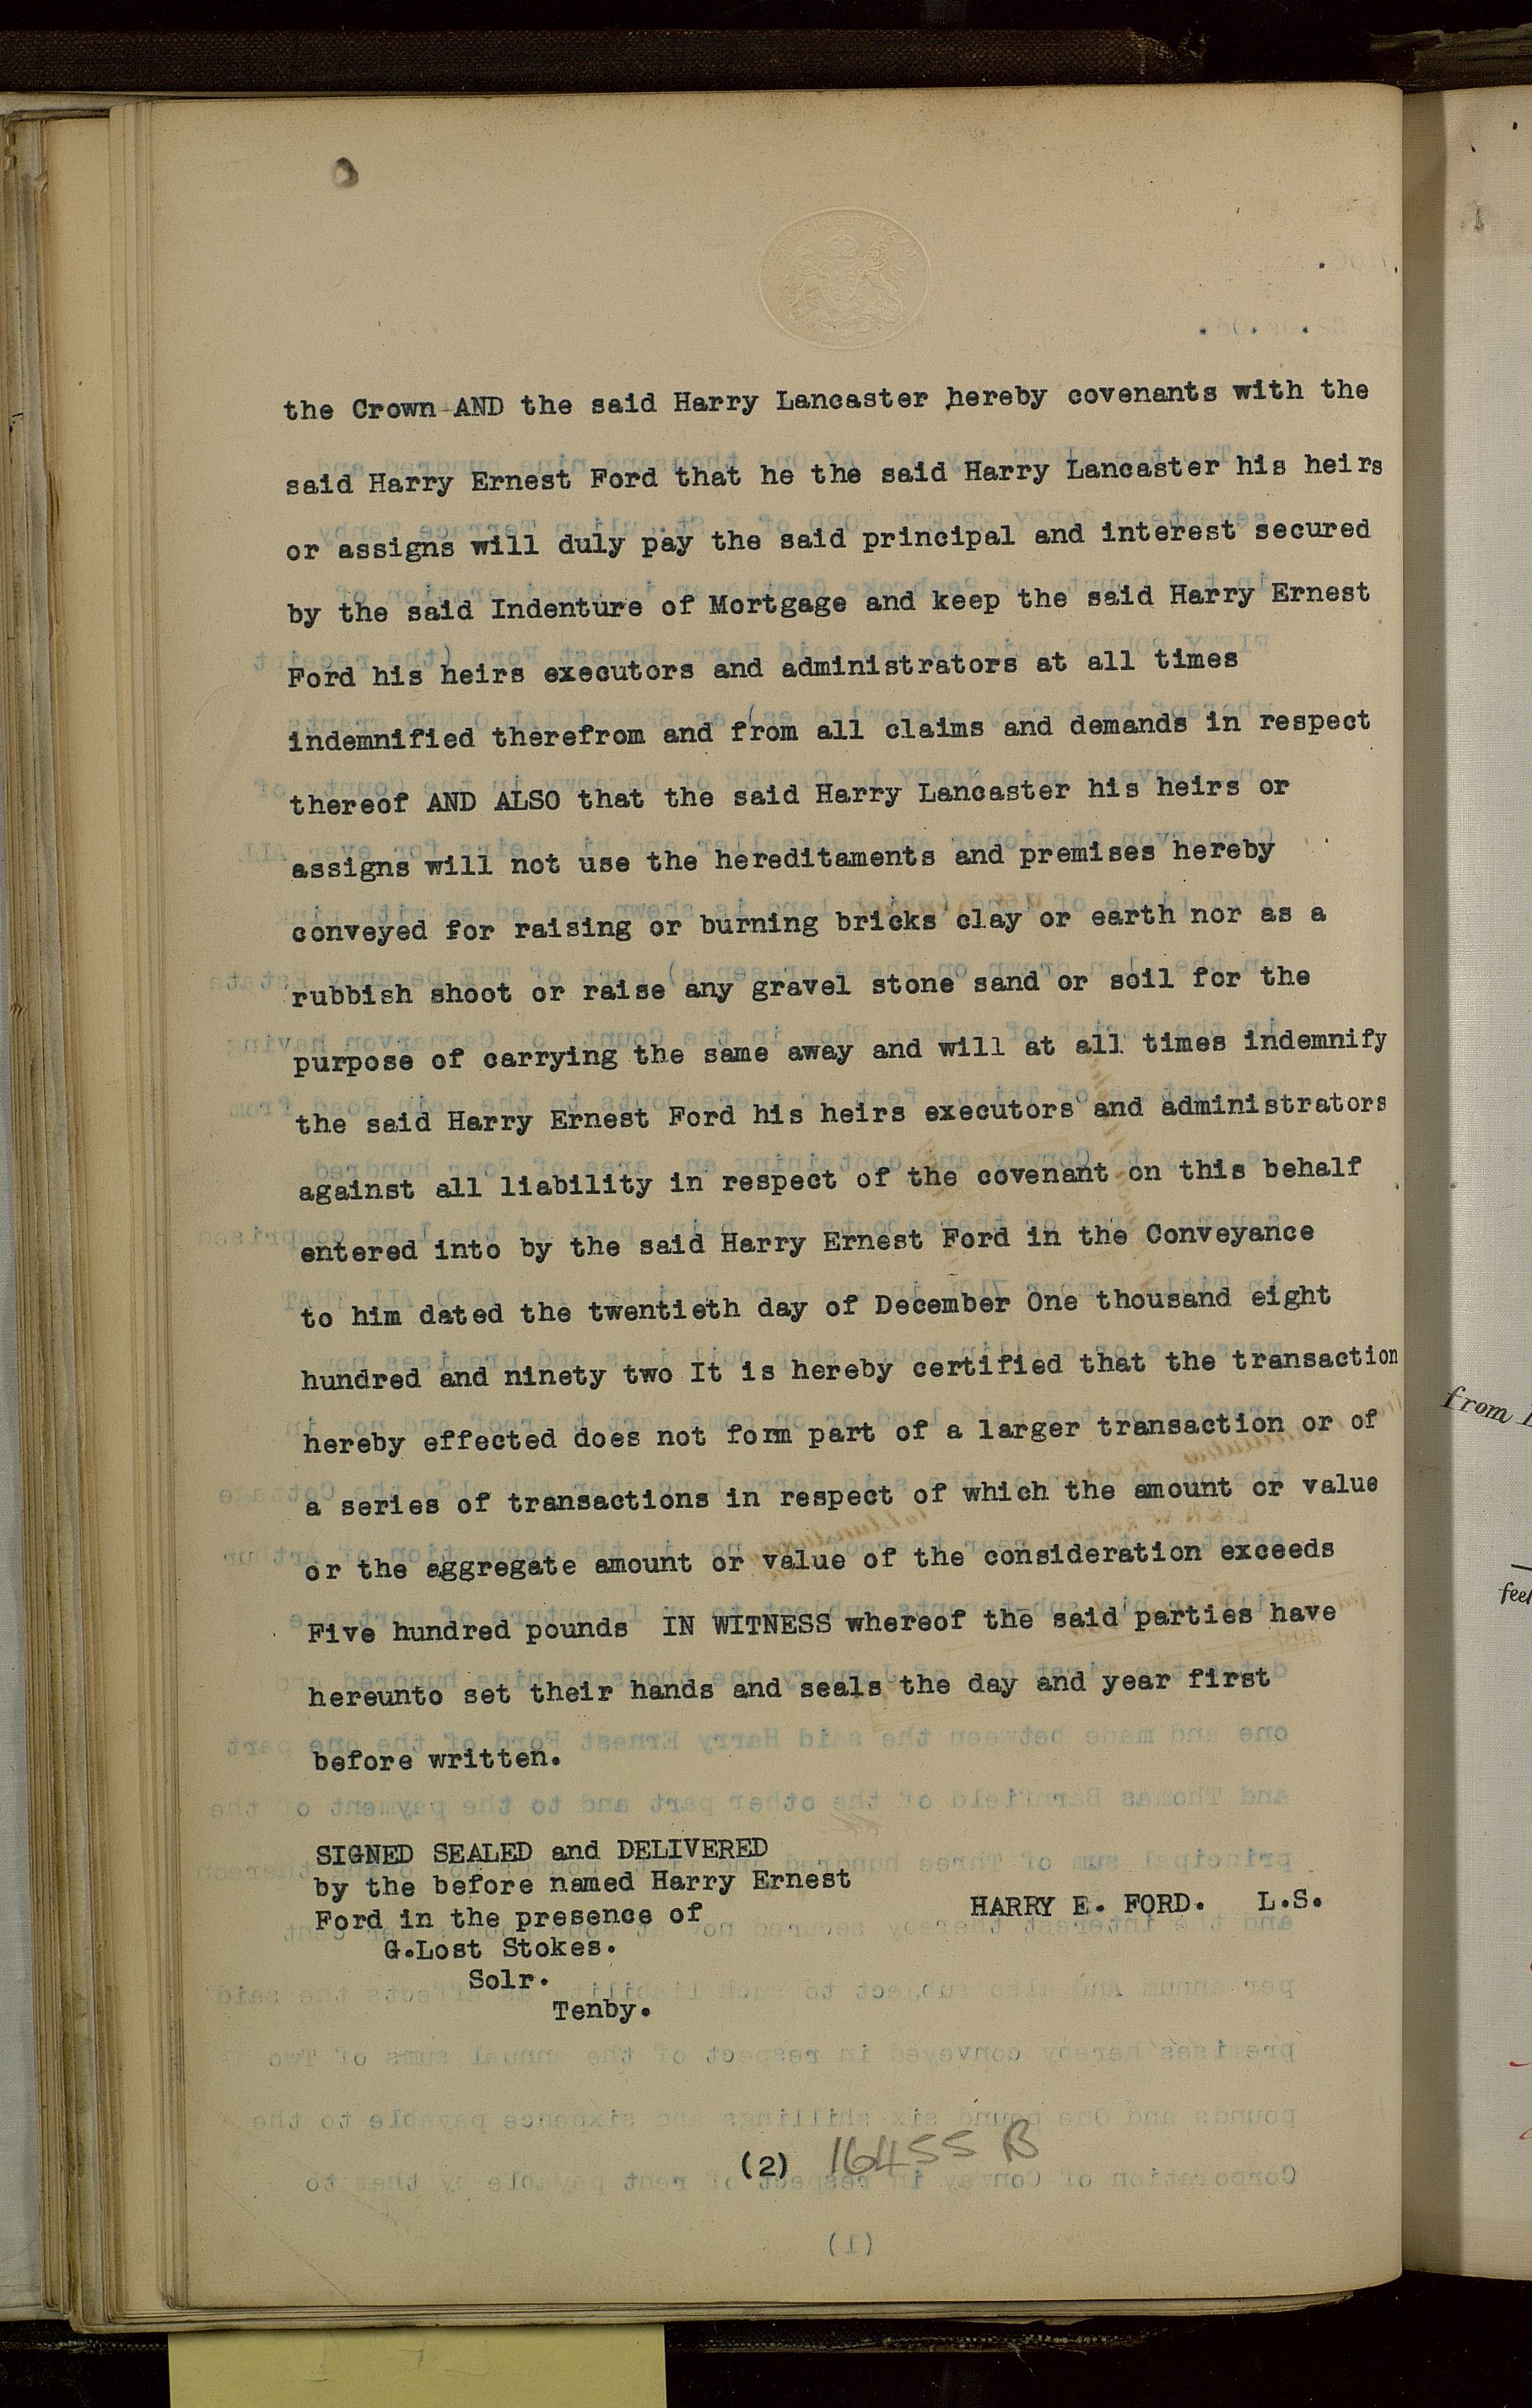 the Crown AND the said Harry Lancaster hereby covenants with the
said Harry Ernest Ford that he the said Harry Lancaster his heirs
or assigns will duly pay the said principal and interest secured
by the said Indenture of Mortgage and keep the said Harry Ernest
Ford his heirs executors and administrators at all times
indemnified therefrom and from all claims and demands in respect
thereof AND ALSO that the said Harry Lancaster his heirs or
assigns will not use the hereditaments and premises hereby
conveyed for raising or burning bricks clay or earth nor as a
rubbish shoot or raise any gravel stone sand or soil for the
purpose of carrying the same away and will at all times indemnify
the said Harry Ernest Ford his heirs executors and administrators
against all liability in respect of the covenant on this behalf
entered into by the said Harry Ernest Ford in the Conveyance
to him dated the twentieth day of December One thousand eight
hundred and ninety two It is hereby certified that the transaction
hereby effected does not form part of a larger transaction or of
a series of transactions in respect of which the amount or value
or the aggregate amount or value of the consideration exceeds
Five hundred pounds IN WITNESS whereof the said parties have
hereunto set their hands and seals the day and year first
before written.
SIGNED SEALED and DELIVERED
by the before named Harry Ernest
Ford in the presence of
G.Lost Stokes.
Solr.
Tenby.
HARRY E. FORD. L.S.
(2) 16455 B
from
feet